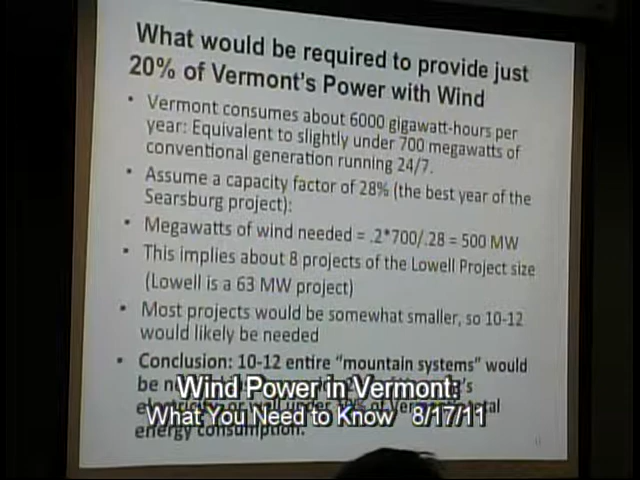 What would be required to provide just
20% of Vermont's Power with Wind
• Vermont consumes about 6000 gigawatt-hours per
year: Equivalent to slightly under 700 megawatts of
conventional generation running 24/7.
• Assume a capacity factor of 28% (the best year of the
Searsburg project):
• Megawatts of wind needed = .2*700/.28 = 500 MW
• This implies about 8 projects of the Lowell Project size
(Lowell is a 63 MW project)
• Most projects would be somewhat smaller, so 10-12
would likely be needed
• Conclusion: 10-12 entire "mountain systems" would
be
energy consumption.
Wind Power in Vermont:
What You Need to Know 8/17/11